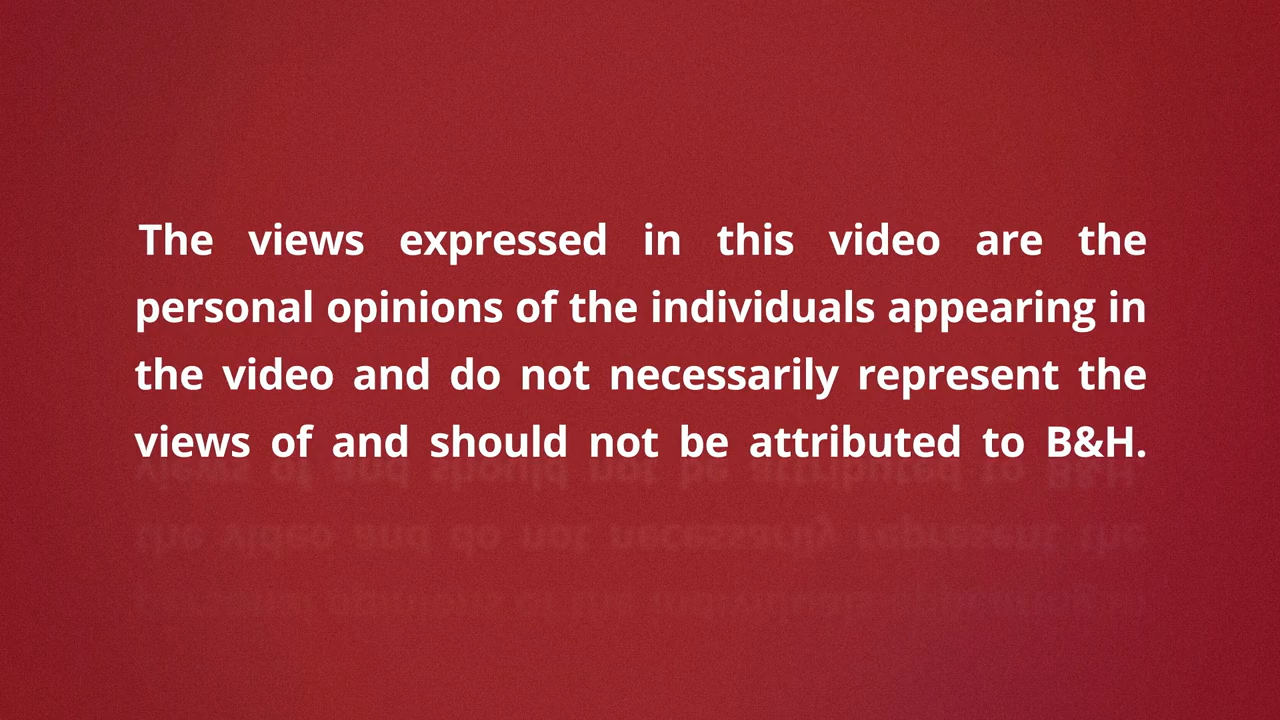 The views expressed in this video are the
personal opinions of the individuals appearing in
the video and do not necessarily represent the
views of and should not be attributed to B&H.